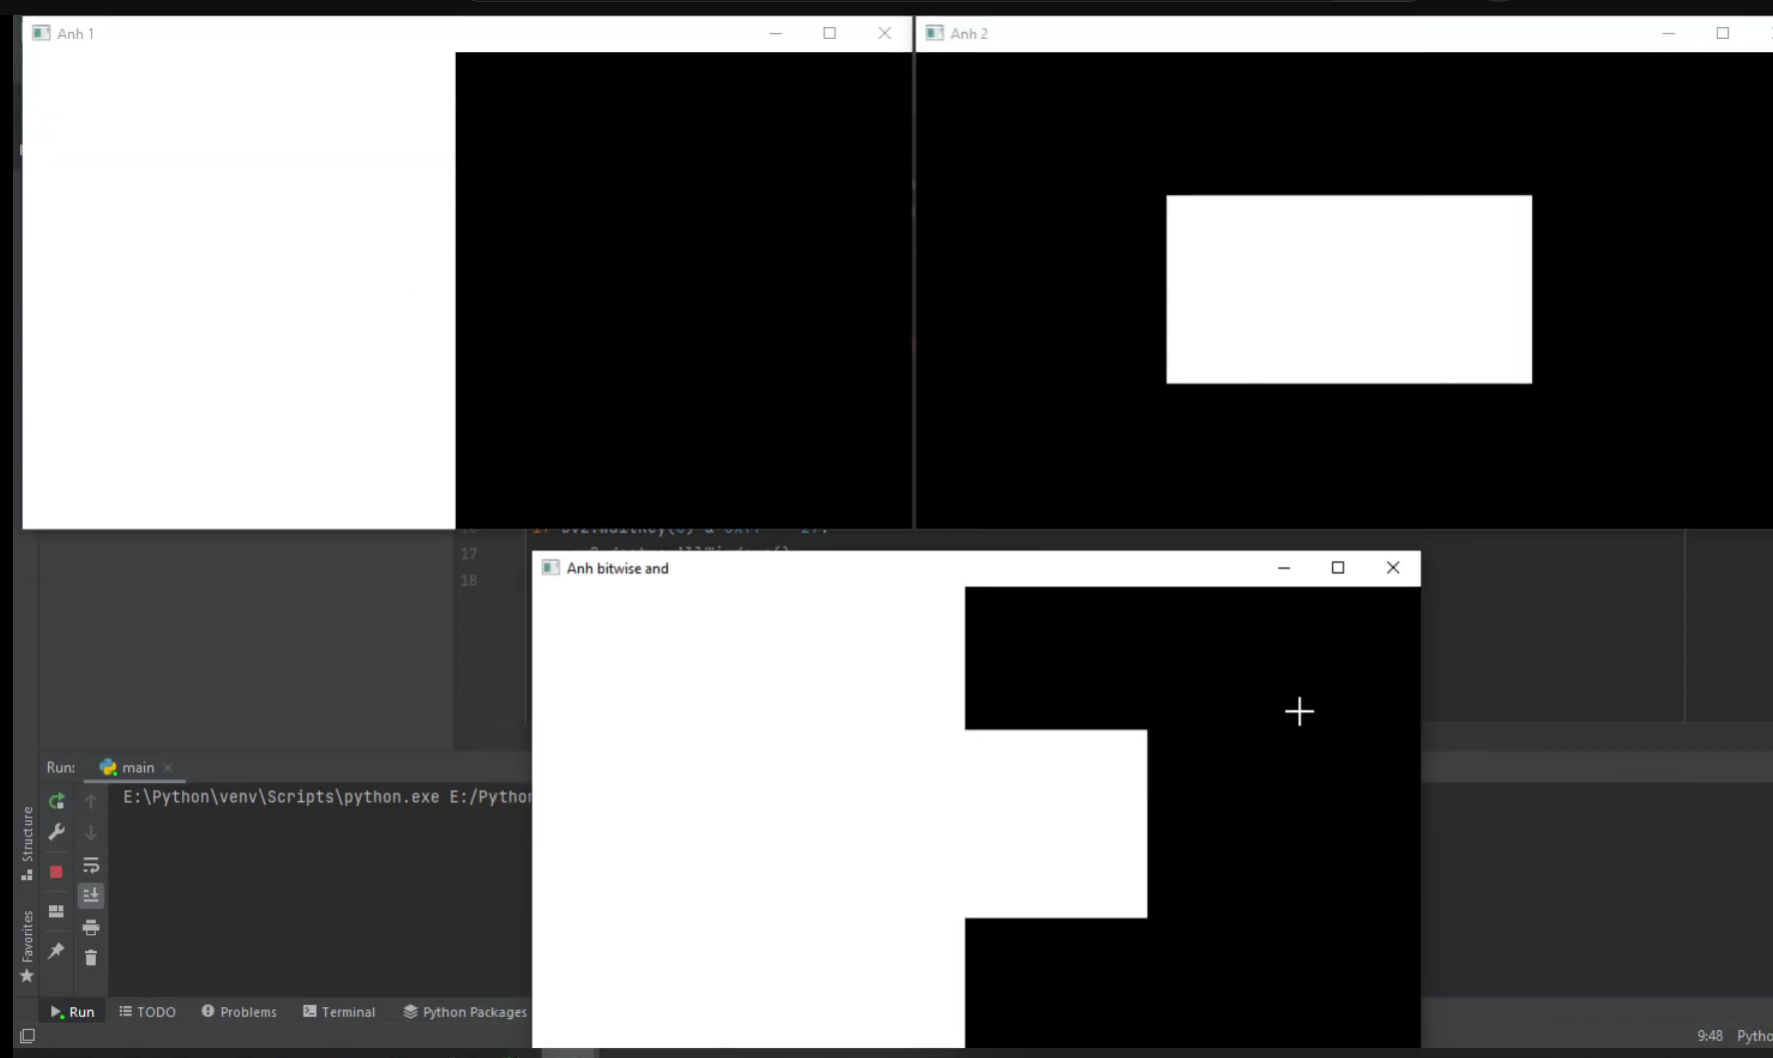 Anh 1
Anh 2
17
18
Anh bitwise and
Run:
main
E:\Python\venv\Scripts\python.exe E:/Python
Structure
Favorites
Run
TODO
Problems
Terminal
Python Packages
9:48